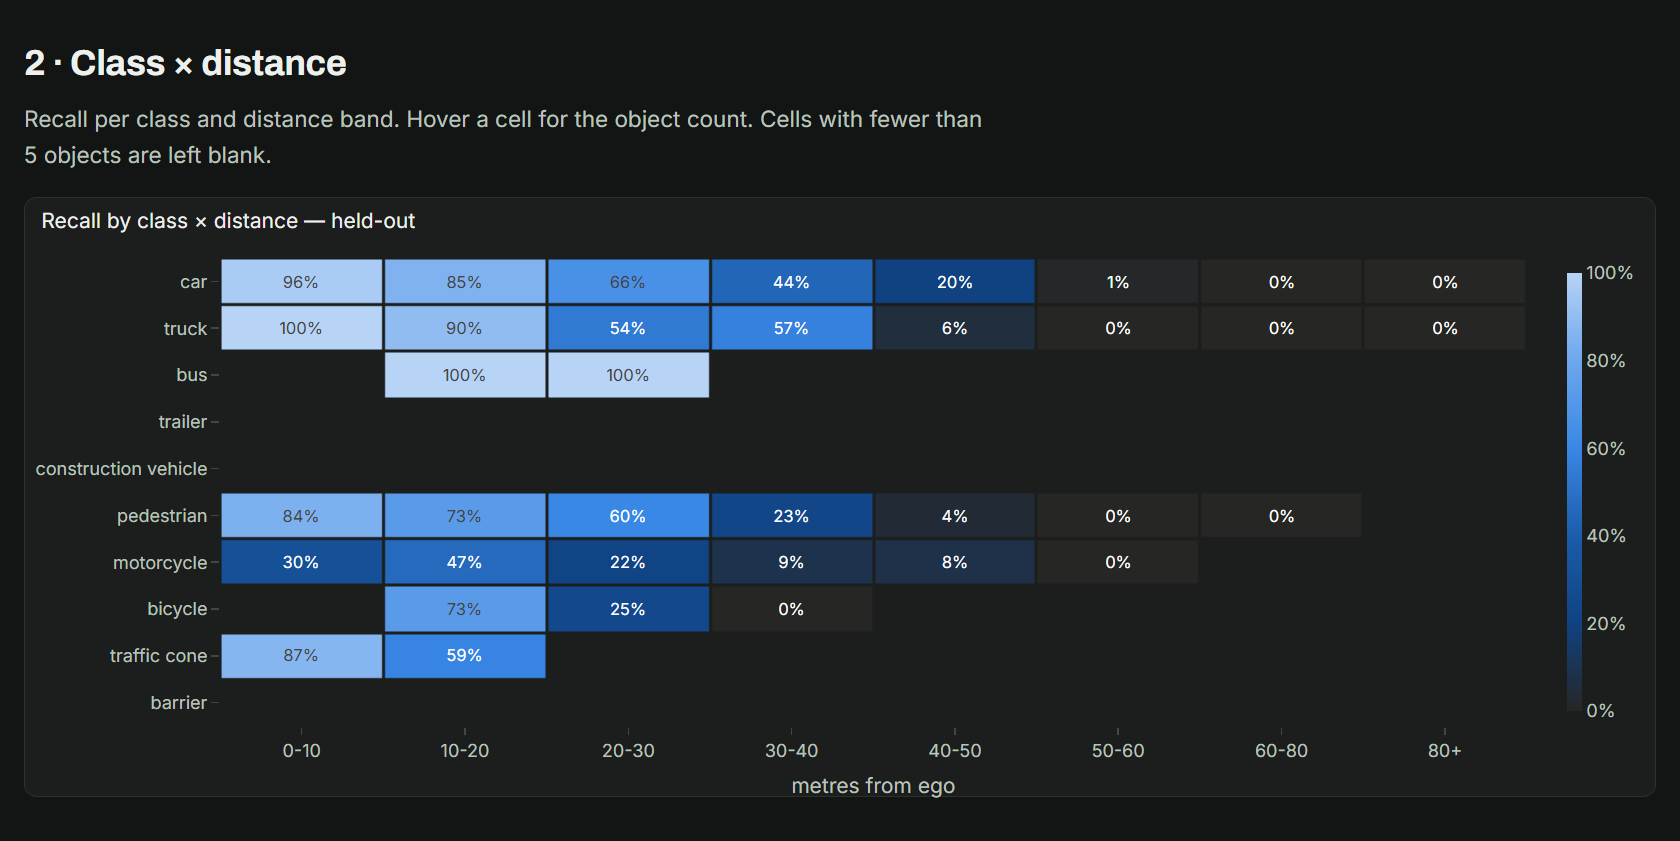 2 · Class × distance
Recall per class and distance band. Hover a cell for the object count. Cells with fewer than
5 objects are left blank.
Recall by class × distance — held-out
car 96% 85% 66% 44% 20% 1% 0% 0%
truck 100% 90% 54% 57% 6% 0% 0% 0%
bus 100% 100%
trailer
construction vehicle
pedestrian 84% 73% 60% 23% 4% 0% 0%
motorcycle 30% 47% 22% 9% 8% 0%
bicycle 73% 25% 0%
traffic cone 87% 59%
barrier
0-10 10-20 20-30 30-40 40-50 50-60 60-80 80+
metres from ego
100%
80%
60%
40%
20%
0%